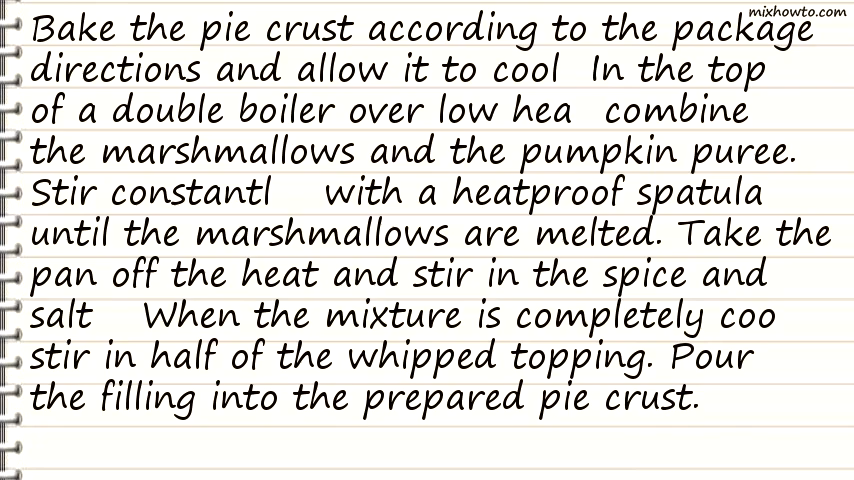 mixhowto.com
Bake the pie crust according to the package
directions and allow it to cool In the top
of a double boiler over low hea combine
the marshmallows and the pumpkin puree.
Stir constantl with a heatproof spatula
until the marshmallows are melted. Take the
pan off the heat and stir in the spice and
salt When the mixture is completely coo
stir in half of the whipped topping. Pour
the filling into the prepared pie crust.